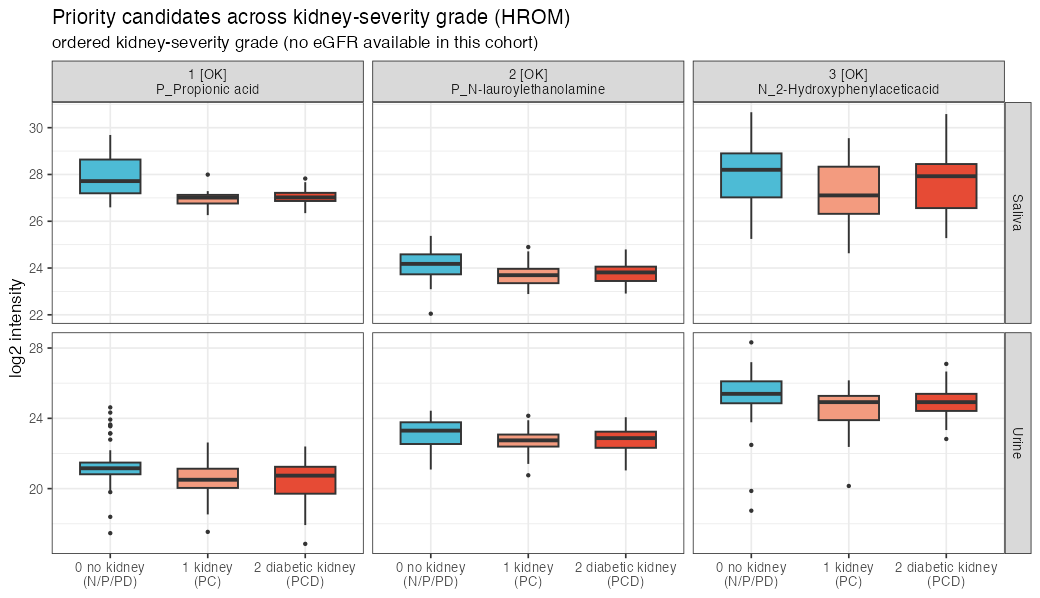 Priority candidates across kidney-severity grade (HROM)
ordered kidney-severity grade (no eGFR available in this cohort)
1 [OK]
P_Propionic acid
2 [OK]
P_N-lauroylethanolamine
3 [OK]
N_2-Hydroxyphenylaceticacid
30
28
26
24
22
Saliva
log2 intensity
28
24
20
Urine
0 no kidney
(N/P/PD)
1 kidney
(PC)
2 diabetic kidney
(PCD)
0 no kidney
(N/P/PD)
1 kidney
(PC)
2 diabetic kidney
(PCD)
0 no kidney
(N/P/PD)
1 kidney
(PC)
2 diabetic kidney
(PCD)